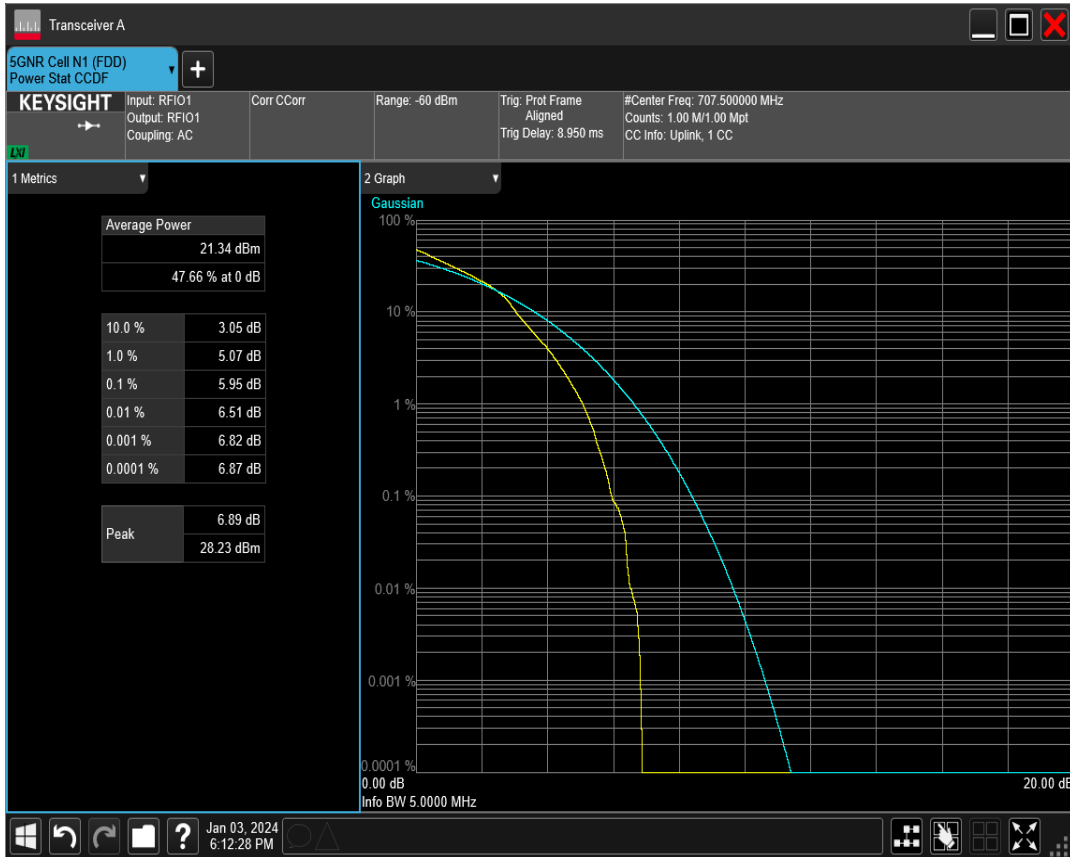 Transceiver A
5GNR Cell N1 (FDD)
Power Stat CCDF
KEYSIGHT
LXI
Input: RFIO1
Output: RFIO1
Coupling: AC
Corr CCorr
Range: -60 dBm
Trig: Prot Frame
Aligned
Trig Delay: 8.950 ms
#Center Freq: 707.500000 MHz
Counts: 1.00 M/1.00 Mpt
CC Info: Uplink, 1 CC
1 Metrics
Average Power
21.34 dBm
47.66 % at 0 dB
10.0 % 3.05 dB
1.0 % 5.07 dB
0.1 % 5.95 dB
0.01 % 6.51 dB
0.001 % 6.82 dB
0.0001 % 6.87 dB
Peak 6.89 dB
28.23 dBm
2 Graph
Gaussian
100 %
10 %
1 %
0.1 %
0.01 %
0.001 %
0.0001 %
0.00 dB 20.00 dB
Info BW 5.0000 MHz
Jan 03, 2024
6:12:28 PM